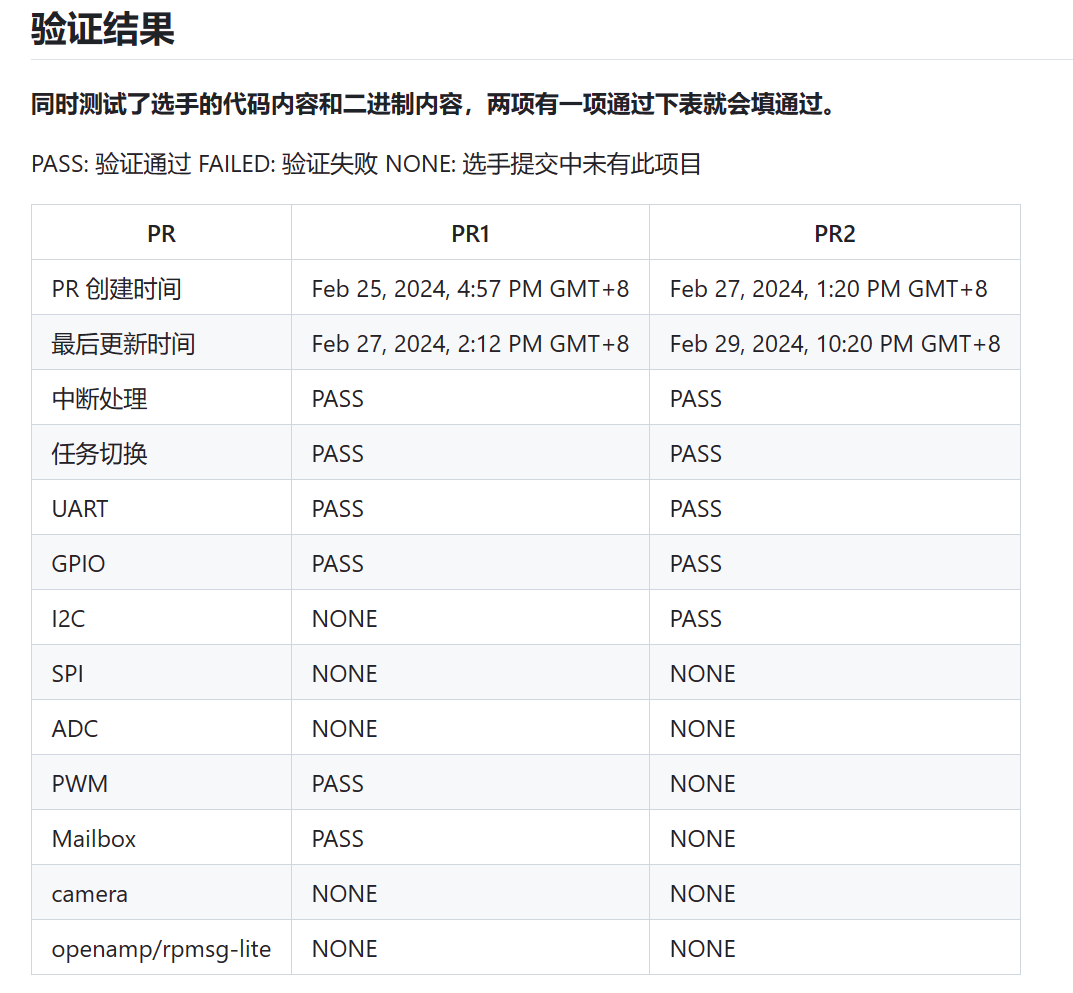 验证结果
同时测试了选手的代码内容和二进制内容，两项有一项通过下表就会填通过。
PASS: 验证通过 FAILED: 验证失败 NONE: 选手提交中未有此项目
PR PR1 PR2
PR 创建时间 Feb 25, 2024, 4:57 PM GMT+8 Feb 27, 2024, 1:20 PM GMT+8
最后更新时间 Feb 27, 2024, 2:12 PM GMT+8 Feb 29, 2024, 10:20 PM GMT+8
中断处理 PASS PASS
任务切换 PASS PASS
UART PASS PASS
GPIO PASS PASS
I2C NONE PASS
SPI NONE NONE
ADC NONE NONE
PWM PASS NONE
Mailbox PASS NONE
camera NONE NONE
openamp/rpmsg-lite NONE NONE